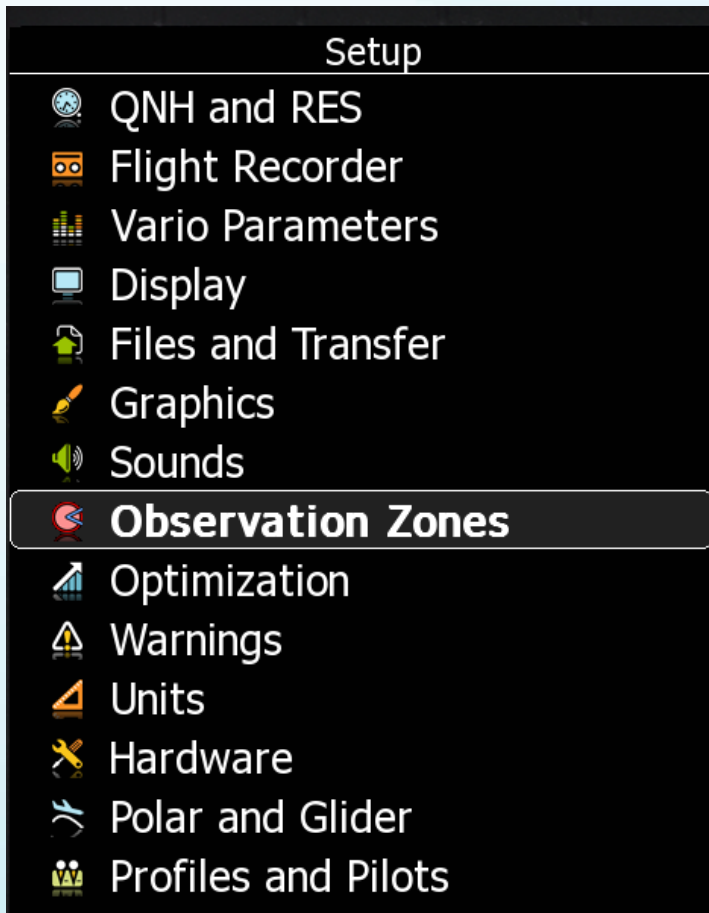 Setup
QNH and RES
Flight Recorder
Vario Parameters
Display
Files and Transfer
Graphics
Sounds
Observation Zones
Optimization
Warnings
Units
Hardware
Polar and Glider
Profiles and Pilots